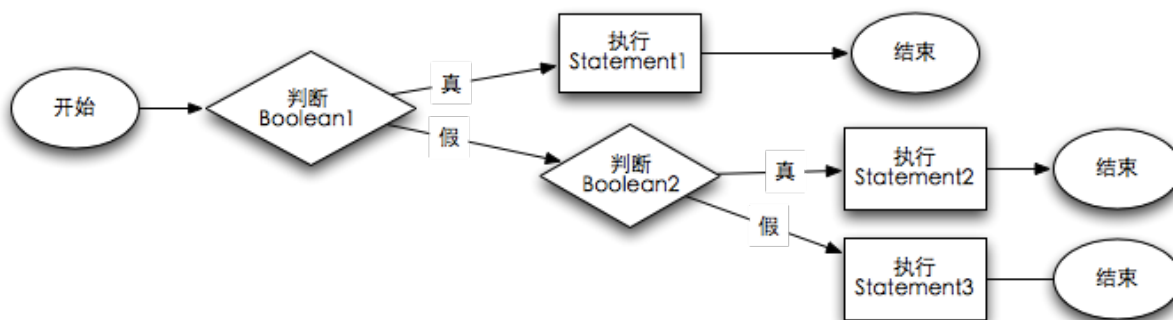 开始
判断
Boolean1
真
执行
Statement1
结束
假
判断
Boolean2
真
执行
Statement2
结束
假
执行
Statement3
结束